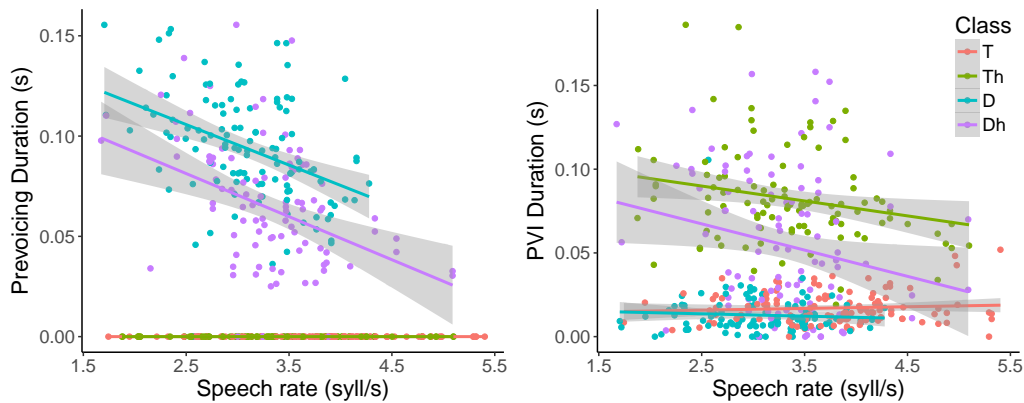 Prevoicing Duration (s)
0.15
0.10
0.05
0.00
1.5 2.5 3.5 4.5 5.5
Speech rate (syll/s)
PVI Duration (s)
0.15
0.10
0.05
0.00
1.5 2.5 3.5 4.5 5.5
Speech rate (syll/s)
Class
T
Th
D
Dh